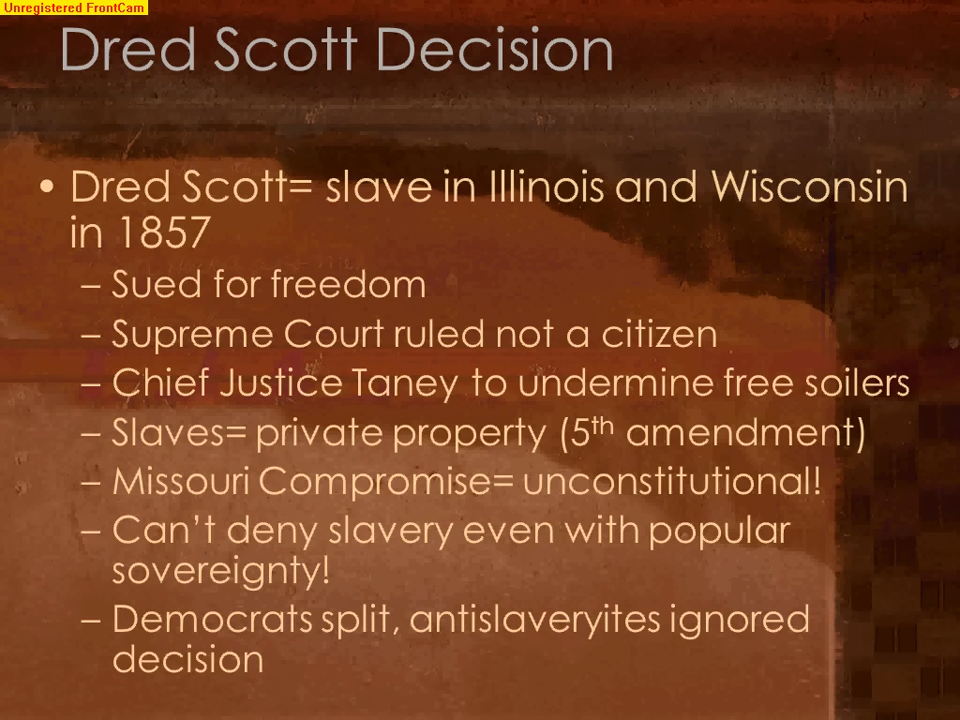 Unregistered FrontCam
Dred Scott Decision
• Dred Scott= slave in Illinois and Wisconsin
in 1857
– Sued for freedom
– Supreme Court ruled not a citizen
– Chief Justice Taney to undermine free soilers
– Slaves= private property (5th amendment)
– Missouri Compromise= unconstitutional!
– Can't deny slavery even with popular
sovereignty!
– Democrats split, antislaveryites ignored
decision